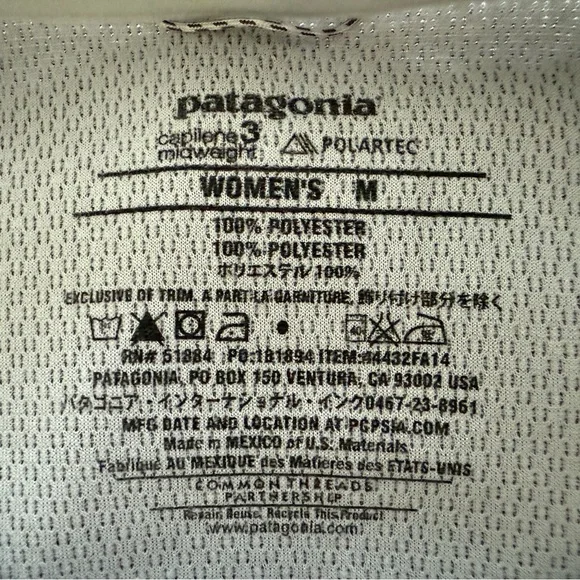 patagonia
capilene 3
midweight
POLARTEC
WOMEN'S M
100% POLYESTER
100% POLYESTER
ポリエステル 100%
EXCLUSIVE OF TRIM, A PART LA GARNITURE, 飾り付け部分を除く
RN# 51884 PO:181894 ITEM:44432FA14
PATAGONIA, PO BOX 150 VENTURA, CA 93002 USA
パタゴニア・インターナショナル・インク0467-23-8961
MFG DATE AND LOCATION AT PGPSIA.COM
Made in MEXICO of U.S. Materials
Fabriqué AU MEXIQUE des Matieres des ETATS-UNIS
COMMON THREADS
PARTNERSHIP
Repair, Reuse, Recycle This Product
www.patagonia.com